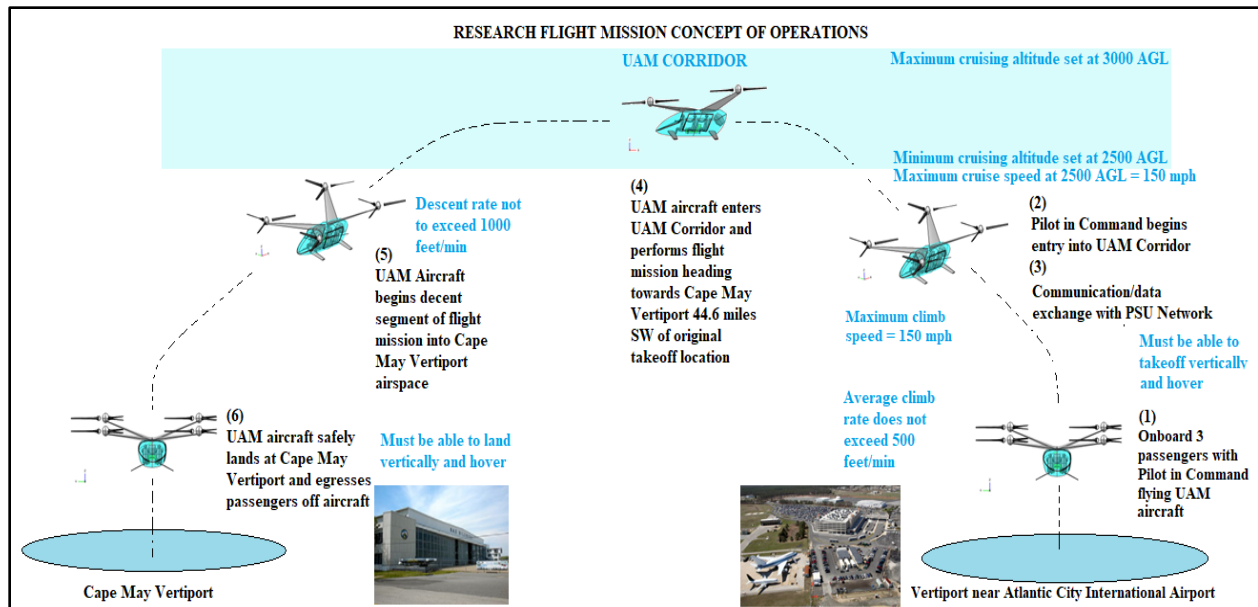 RESEARCH FLIGHT MISSION CONCEPT OF OPERATIONS
UAM CORRIDOR
Maximum cruising altitude set at 3000 AGL
Minimum cruising altitude set at 2500 AGL
Maximum cruise speed at 2500 AGL = 150 mph
(1)
Onboard 3
passengers with
Pilot in Command
flying UAM
aircraft
Must be able to
takeoff vertically
and hover
Average climb
rate does not
exceed 500
feet/min
Maximum climb
speed = 150 mph
(2)
Pilot in Command begins
entry into UAM Corridor
(3)
Communication/data
exchange with PSU Network
(4)
UAM aircraft enters
UAM Corridor and
performs flight
mission heading
towards Cape May
Vertiport 44.6 miles
SW of original
takeoff location
Descent rate not
to exceed 1000
feet/min
(5)
UAM Aircraft
begins decent
segment of flight
mission into Cape
May Vertiport
airspace
(6)
UAM aircraft safely
lands at Cape May
Vertiport and egresses
passengers off aircraft
Must be able to land
vertically and hover
Cape May Vertiport
Vertiport near Atlantic City International Airport